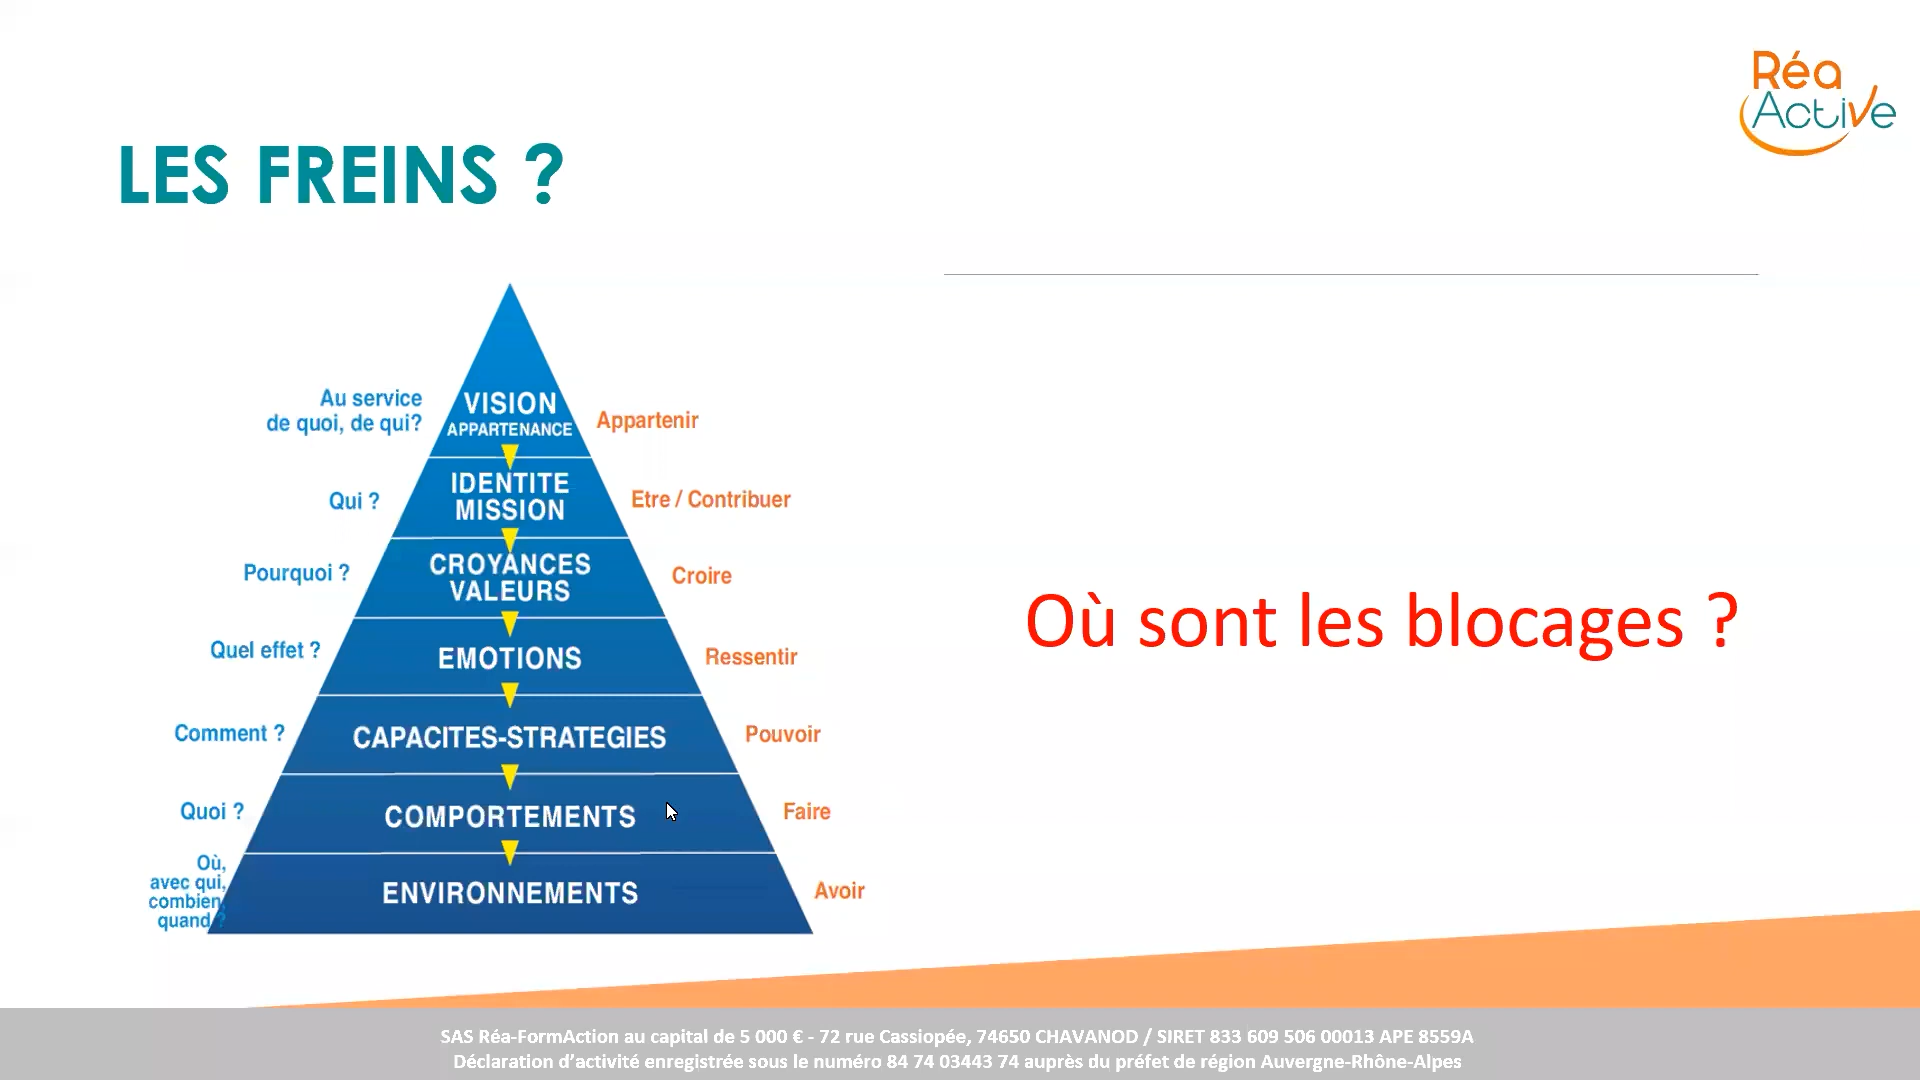 Réa
Active
LES FREINS ?
Au service
de quoi, de qui?
VISION
APPARTENANCE
Appartenir
Qui ?
IDENTITE
MISSION
Etre / Contribuer
Pourquoi ?
CROYANCES
VALEURS
Croire
Quel effet ?
EMOTIONS
Ressentir
Comment ?
CAPACITES-STRATEGIES
Pouvoir
Quoi ?
COMPORTEMENTS
Faire
Où,
avec qui,
combien,
quand ?
ENVIRONNEMENTS
Avoir
Où sont les blocages ?
SAS Réa-FormAction au capital de 5 000 € - 72 rue Cassiopée, 74650 CHAVANOD / SIRET 833 609 506 00013 APE 8559A
Déclaration d’activité enregistrée sous le numéro 84 74 03443 74 auprès du préfet de région Auvergne-Rhône-Alpes